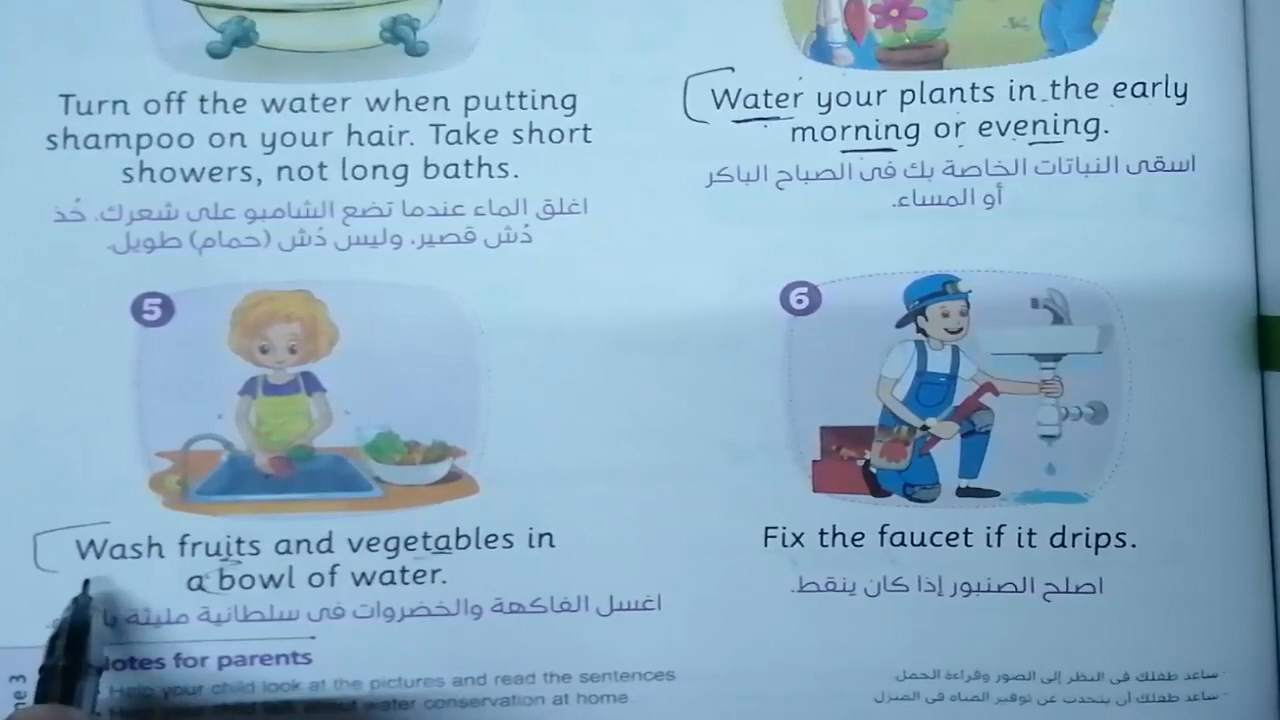 Turn off the water when putting
shampoo on your hair. Take short
showers, not long baths.
اغلق الماء عندما تضع الشامبو على شعرك. خُذ
دُش قصير، وليس دُش (حمام) طويل.
Water your plants in the early
morning or evening.
اسقى النباتات الخاصة بك فى الصباح الباكر
أو المساء.
5
Wash fruits and vegetables in
a bowl of water.
اغسل الفاكهة والخضروات فى سلطانية مليئة
6
Fix the faucet if it drips.
اصلح الصنبور إذا كان ينقط.
Notes for parents
Help your child look at the pictures and read the sentences
water conservation at home
- ساعد طفلك فى النظر إلى الصور وقراءة الجمل
- ساعد طفلك أن يتحدث عن توفير المياه فى المنزل
me 3